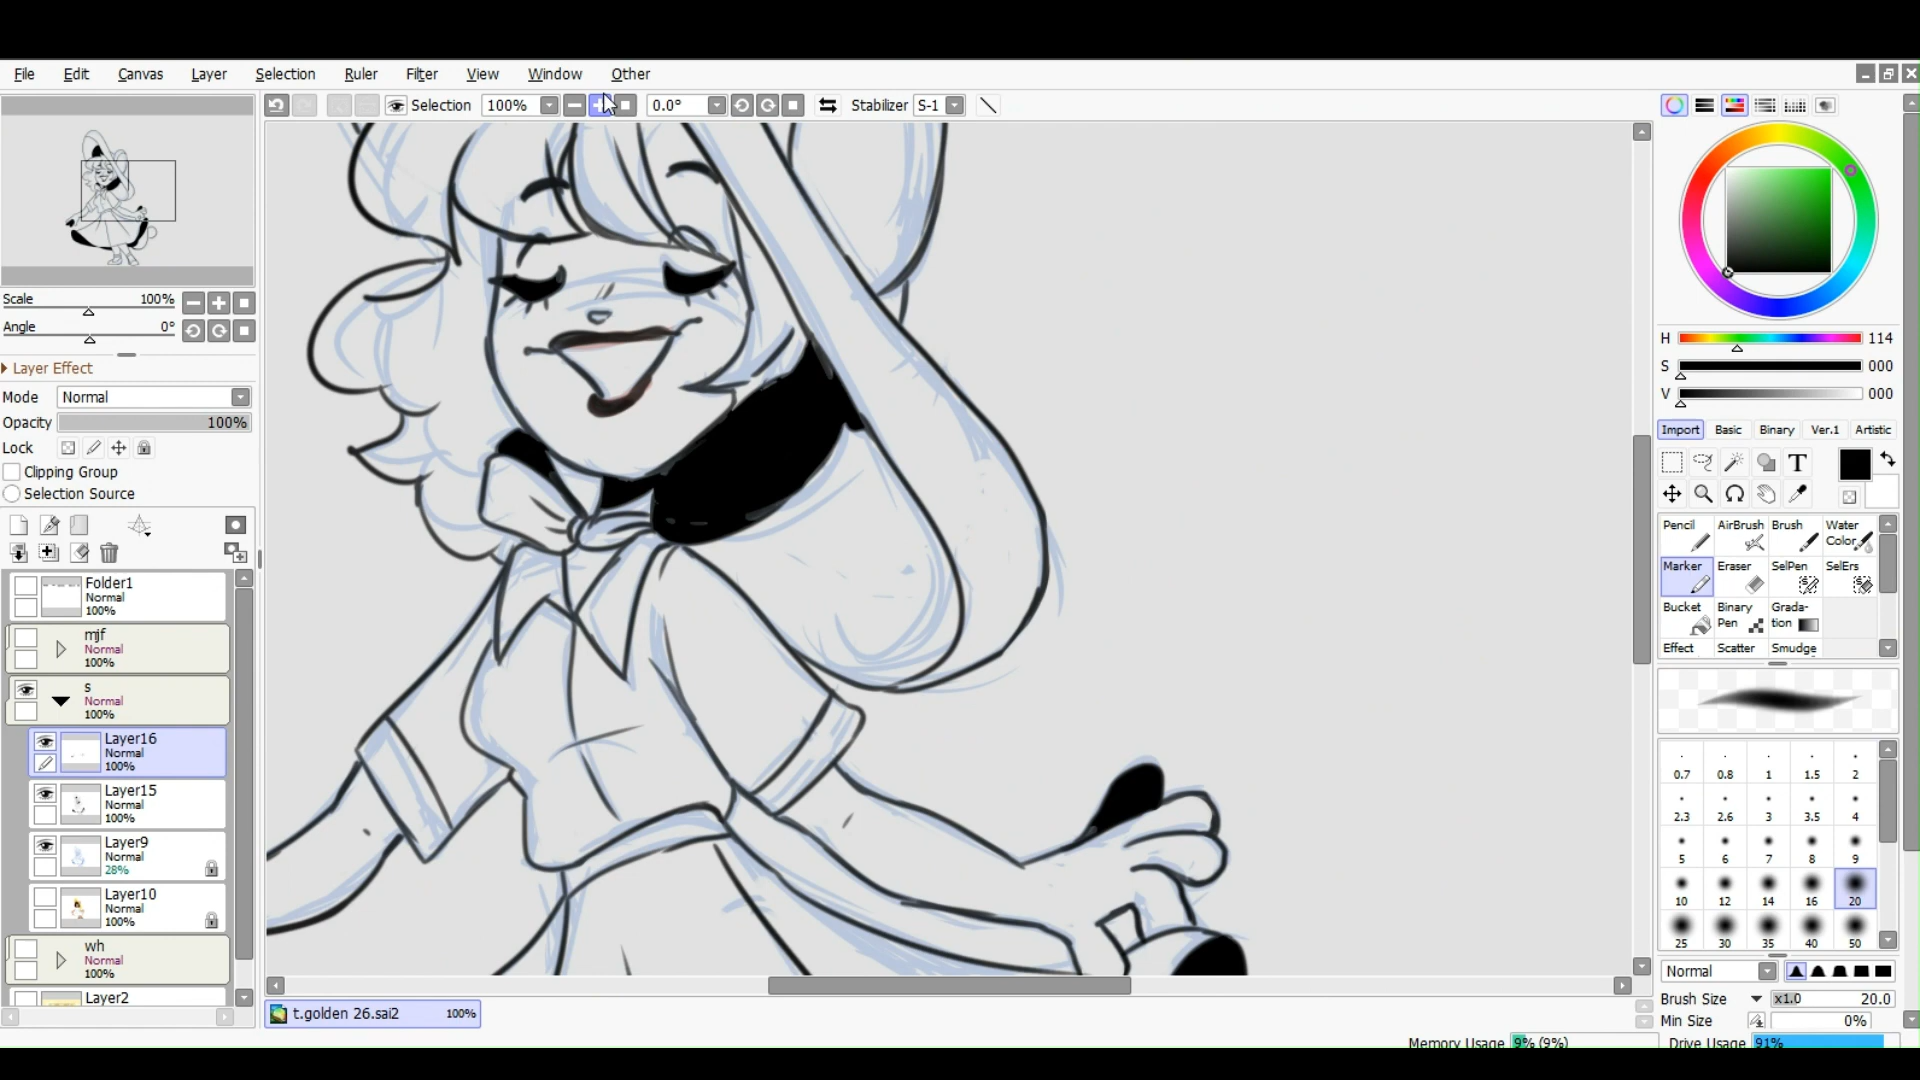 File Edit Canvas Layer Selection Ruler Filter View Window Other
Selection 100% 0.0° Stabilizer S-1
Scale 100%
Angle 0°
Layer Effect
Mode Normal
Opacity 100%
Lock
Clipping Group
Selection Source
Folder1
Normal
100%
mjf
Normal
100%
s
Normal
100%
Layer16
Normal
100%
Layer15
Normal
100%
Layer9
Normal
28%
Layer10
Normal
100%
wh
Normal
100%
Layer2
t.golden 26.sai2 100%
H 114
S 000
V 000
Import Basic Binary Ver.1 Artistic
T
Pencil AirBrush Brush Water Color
Marker Eraser SelPen SelErs
Bucket Binary Pen Grada-tion
Effect Scatter Smudge
0.7 0.8 1 1.5 2
2.3 2.6 3 3.5 4
5 6 7 8 9
10 12 14 16 20
25 30 35 40 50
Normal
Brush Size x1.0 20.0
Min Size 0%
Memory Usage 9% (9%) Drive Usage 91%